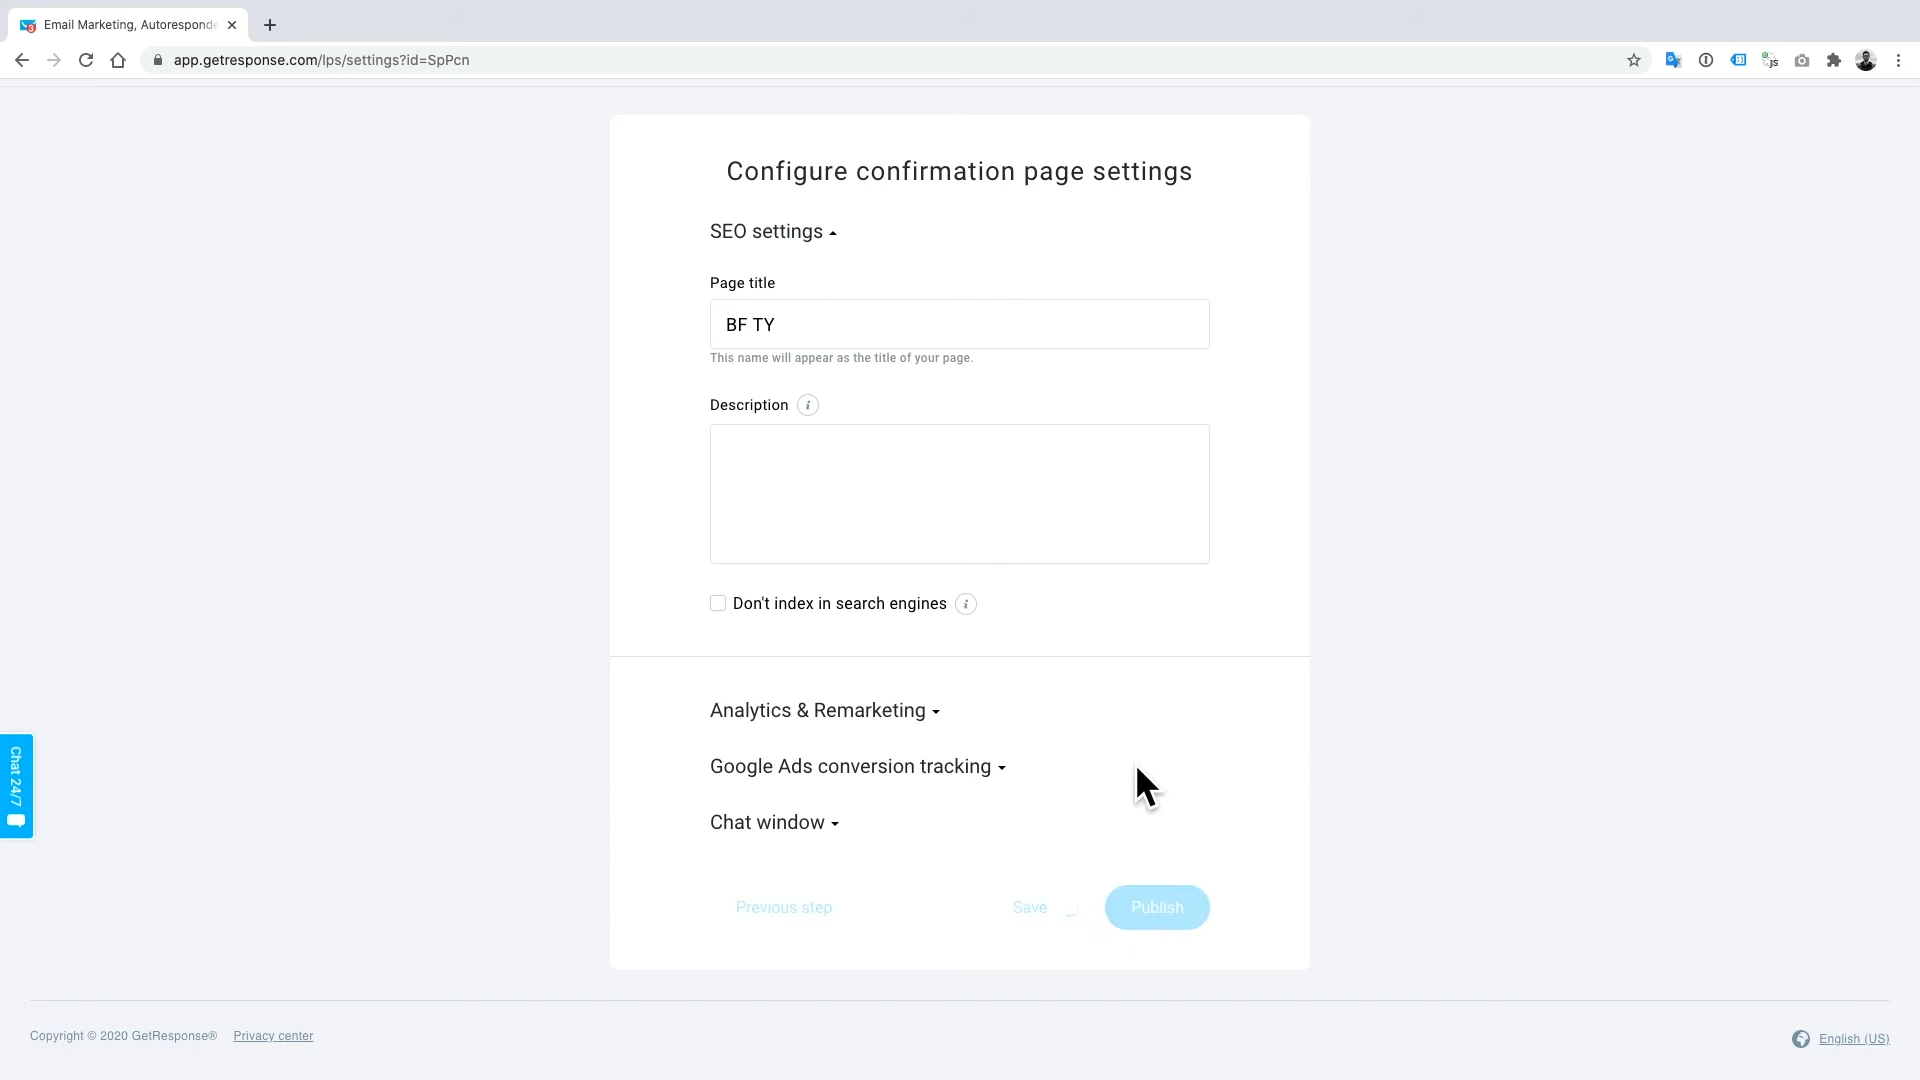 Email Marketing, Autoresponde
app.getresponse.com/lps/settings?id=SpPcn
Configure confirmation page settings
SEO settings
Page title
BF TY
This name will appear as the title of your page.
Description
Don't index in search engines
Analytics & Remarketing
Google Ads conversion tracking
Chat window
Previous step
Save
Publish
Chat 24/7
Copyright © 2020 GetResponse®
Privacy center
English (US)